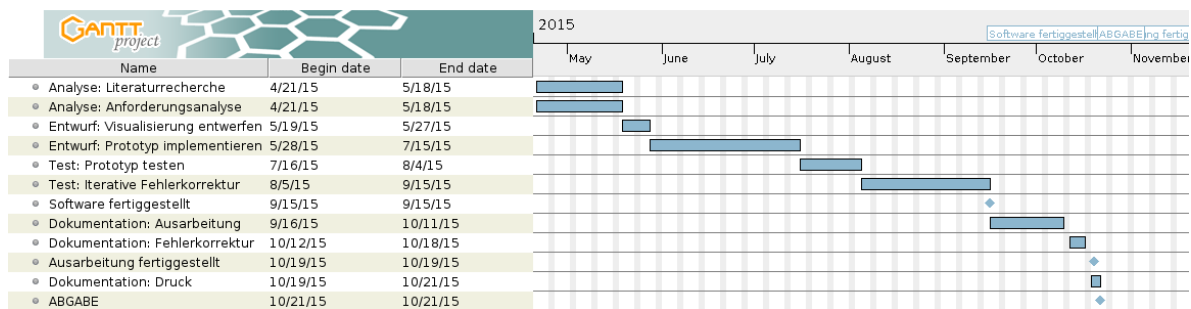 GANTT
project
2015
Software fertiggestell ABGABE ng fertig
May June July August September October November
Name Begin date End date
Analyse: Literaturrecherche 4/21/15 5/18/15
Analyse: Anforderungsanalyse 4/21/15 5/18/15
Entwurf: Visualisierung entwerfen 5/19/15 5/27/15
Entwurf: Prototyp implementieren 5/28/15 7/15/15
Test: Prototyp testen 7/16/15 8/4/15
Test: Iterative Fehlerkorrektur 8/5/15 9/15/15
Software fertiggestellt 9/15/15 9/15/15
Dokumentation: Ausarbeitung 9/16/15 10/11/15
Dokumentation: Fehlerkorrektur 10/12/15 10/18/15
Ausarbeitung fertiggestellt 10/19/15 10/19/15
Dokumentation: Druck 10/19/15 10/21/15
ABGABE 10/21/15 10/21/15